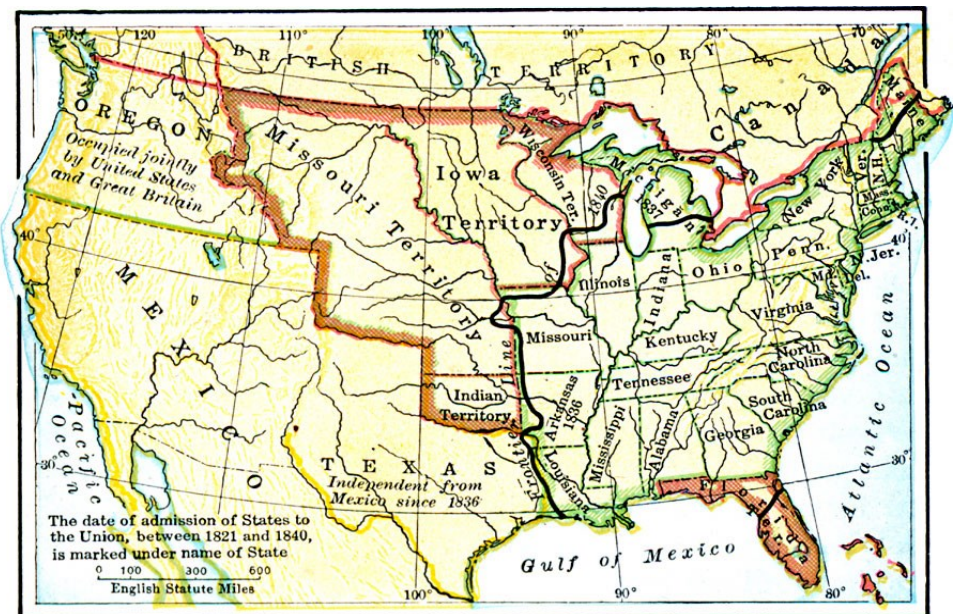 50° 120° 110° 100° 90° 80° 70° 50°
BRITISH TERRITORY
Canada
OREGON
Occupied jointly
by United States
and Great Britain
Missouri Territory
Iowa
Territory
Wisconsin Ter.
1840
Michigan
1837
Maine
Ver.
N.H.
Mass.
Conn.
R.I.
New York
40°
40°
Penn.
N.Jer.
Md.
Del.
Ohio
Indiana
Illinois
Virginia
MEXICO
Missouri
Kentucky
North
Carolina
Tennessee
South
Carolina
Indian
Territory
Arkansas
1836
Mississippi
Alabama
Georgia
Louisiana
Frontier Line of
Florida
Ter.
TEXAS
Independent from
Mexico since 1836
Pacific
Ocean
Atlantic Ocean
30°
30°
Gulf of Mexico
The date of admission of States to
the Union, between 1821 and 1840,
is marked under name of State
0 100 300 600
English Statute Miles
100° 90° 80°